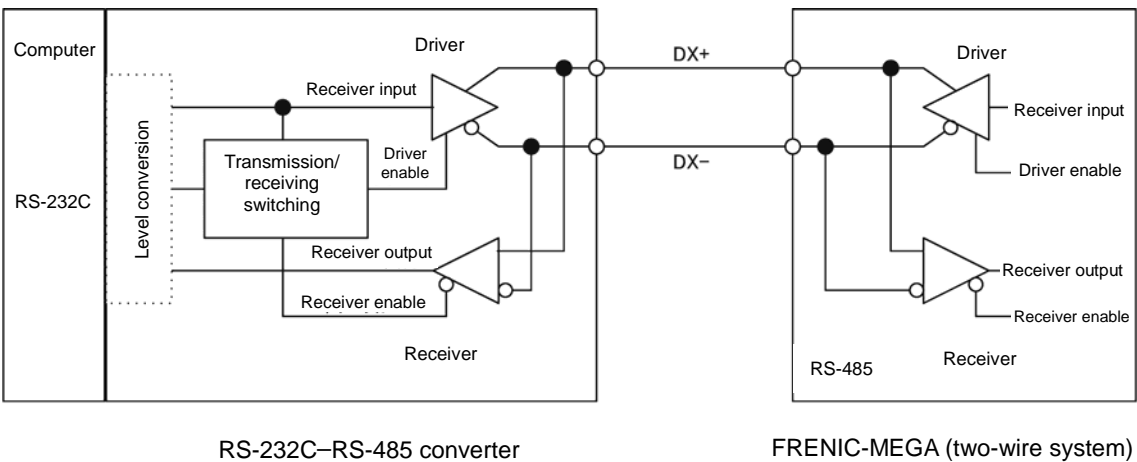 Computer
RS-232C
Level conversion
Driver
Receiver input
Transmission/
receiving
switching
Driver
enable
Receiver output
Receiver enable
Receiver
DX+
DX−
Driver
Receiver input
Driver enable
Receiver output
Receiver enable
Receiver
RS-485
RS-232C−RS-485 converter
FRENIC-MEGA (two-wire system)